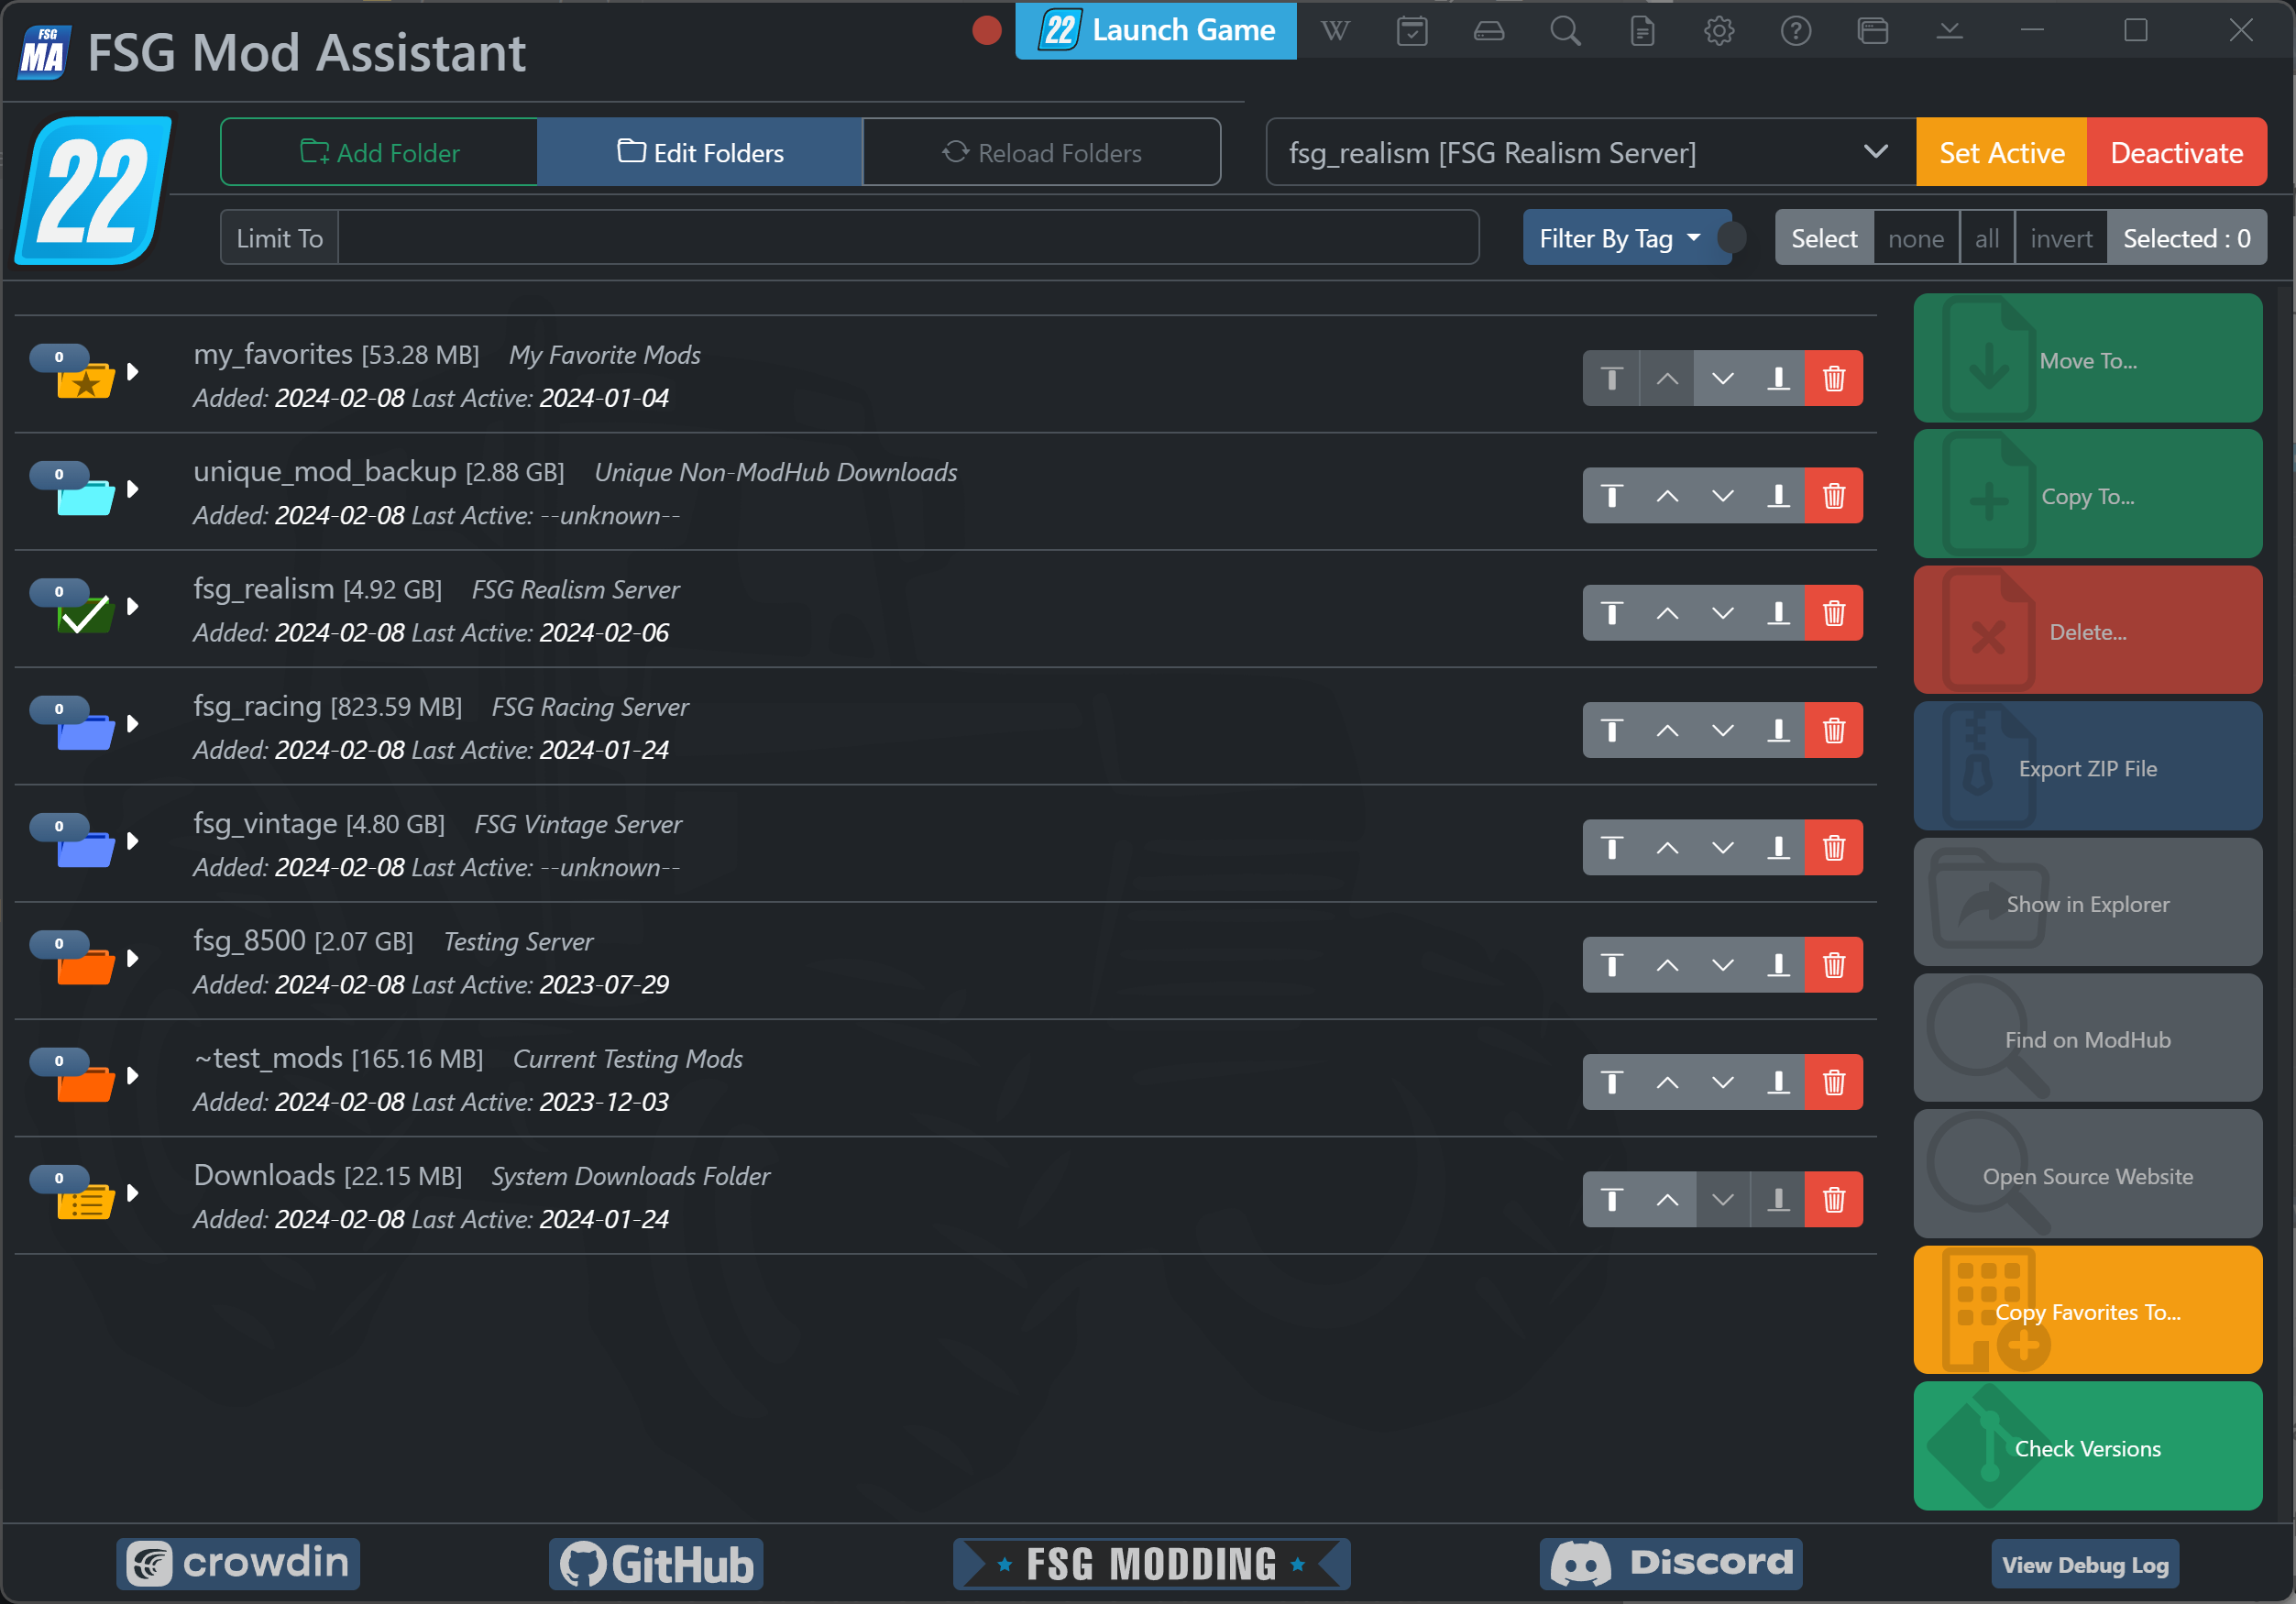 FSG
MA
FSG Mod Assistant
22 Launch Game
W
22
Add Folder
Edit Folders
Reload Folders
fsg_realism [FSG Realism Server]
Set Active
Deactivate
Limit To
Filter By Tag
Select
none
all
invert
Selected : 0
0
my_favorites [53.28 MB] My Favorite Mods
Added: 2024-02-08 Last Active: 2024-01-04
0
unique_mod_backup [2.88 GB] Unique Non-ModHub Downloads
Added: 2024-02-08 Last Active: --unknown--
0
fsg_realism [4.92 GB] FSG Realism Server
Added: 2024-02-08 Last Active: 2024-02-06
0
fsg_racing [823.59 MB] FSG Racing Server
Added: 2024-02-08 Last Active: 2024-01-24
0
fsg_vintage [4.80 GB] FSG Vintage Server
Added: 2024-02-08 Last Active: --unknown--
0
fsg_8500 [2.07 GB] Testing Server
Added: 2024-02-08 Last Active: 2023-07-29
0
~test_mods [165.16 MB] Current Testing Mods
Added: 2024-02-08 Last Active: 2023-12-03
0
Downloads [22.15 MB] System Downloads Folder
Added: 2024-02-08 Last Active: 2024-01-24
Move To...
Copy To...
Delete...
Export ZIP File
Show in Explorer
Find on ModHub
Open Source Website
Copy Favorites To...
Check Versions
crowdin
GitHub
FSG MODDING
Discord
View Debug Log